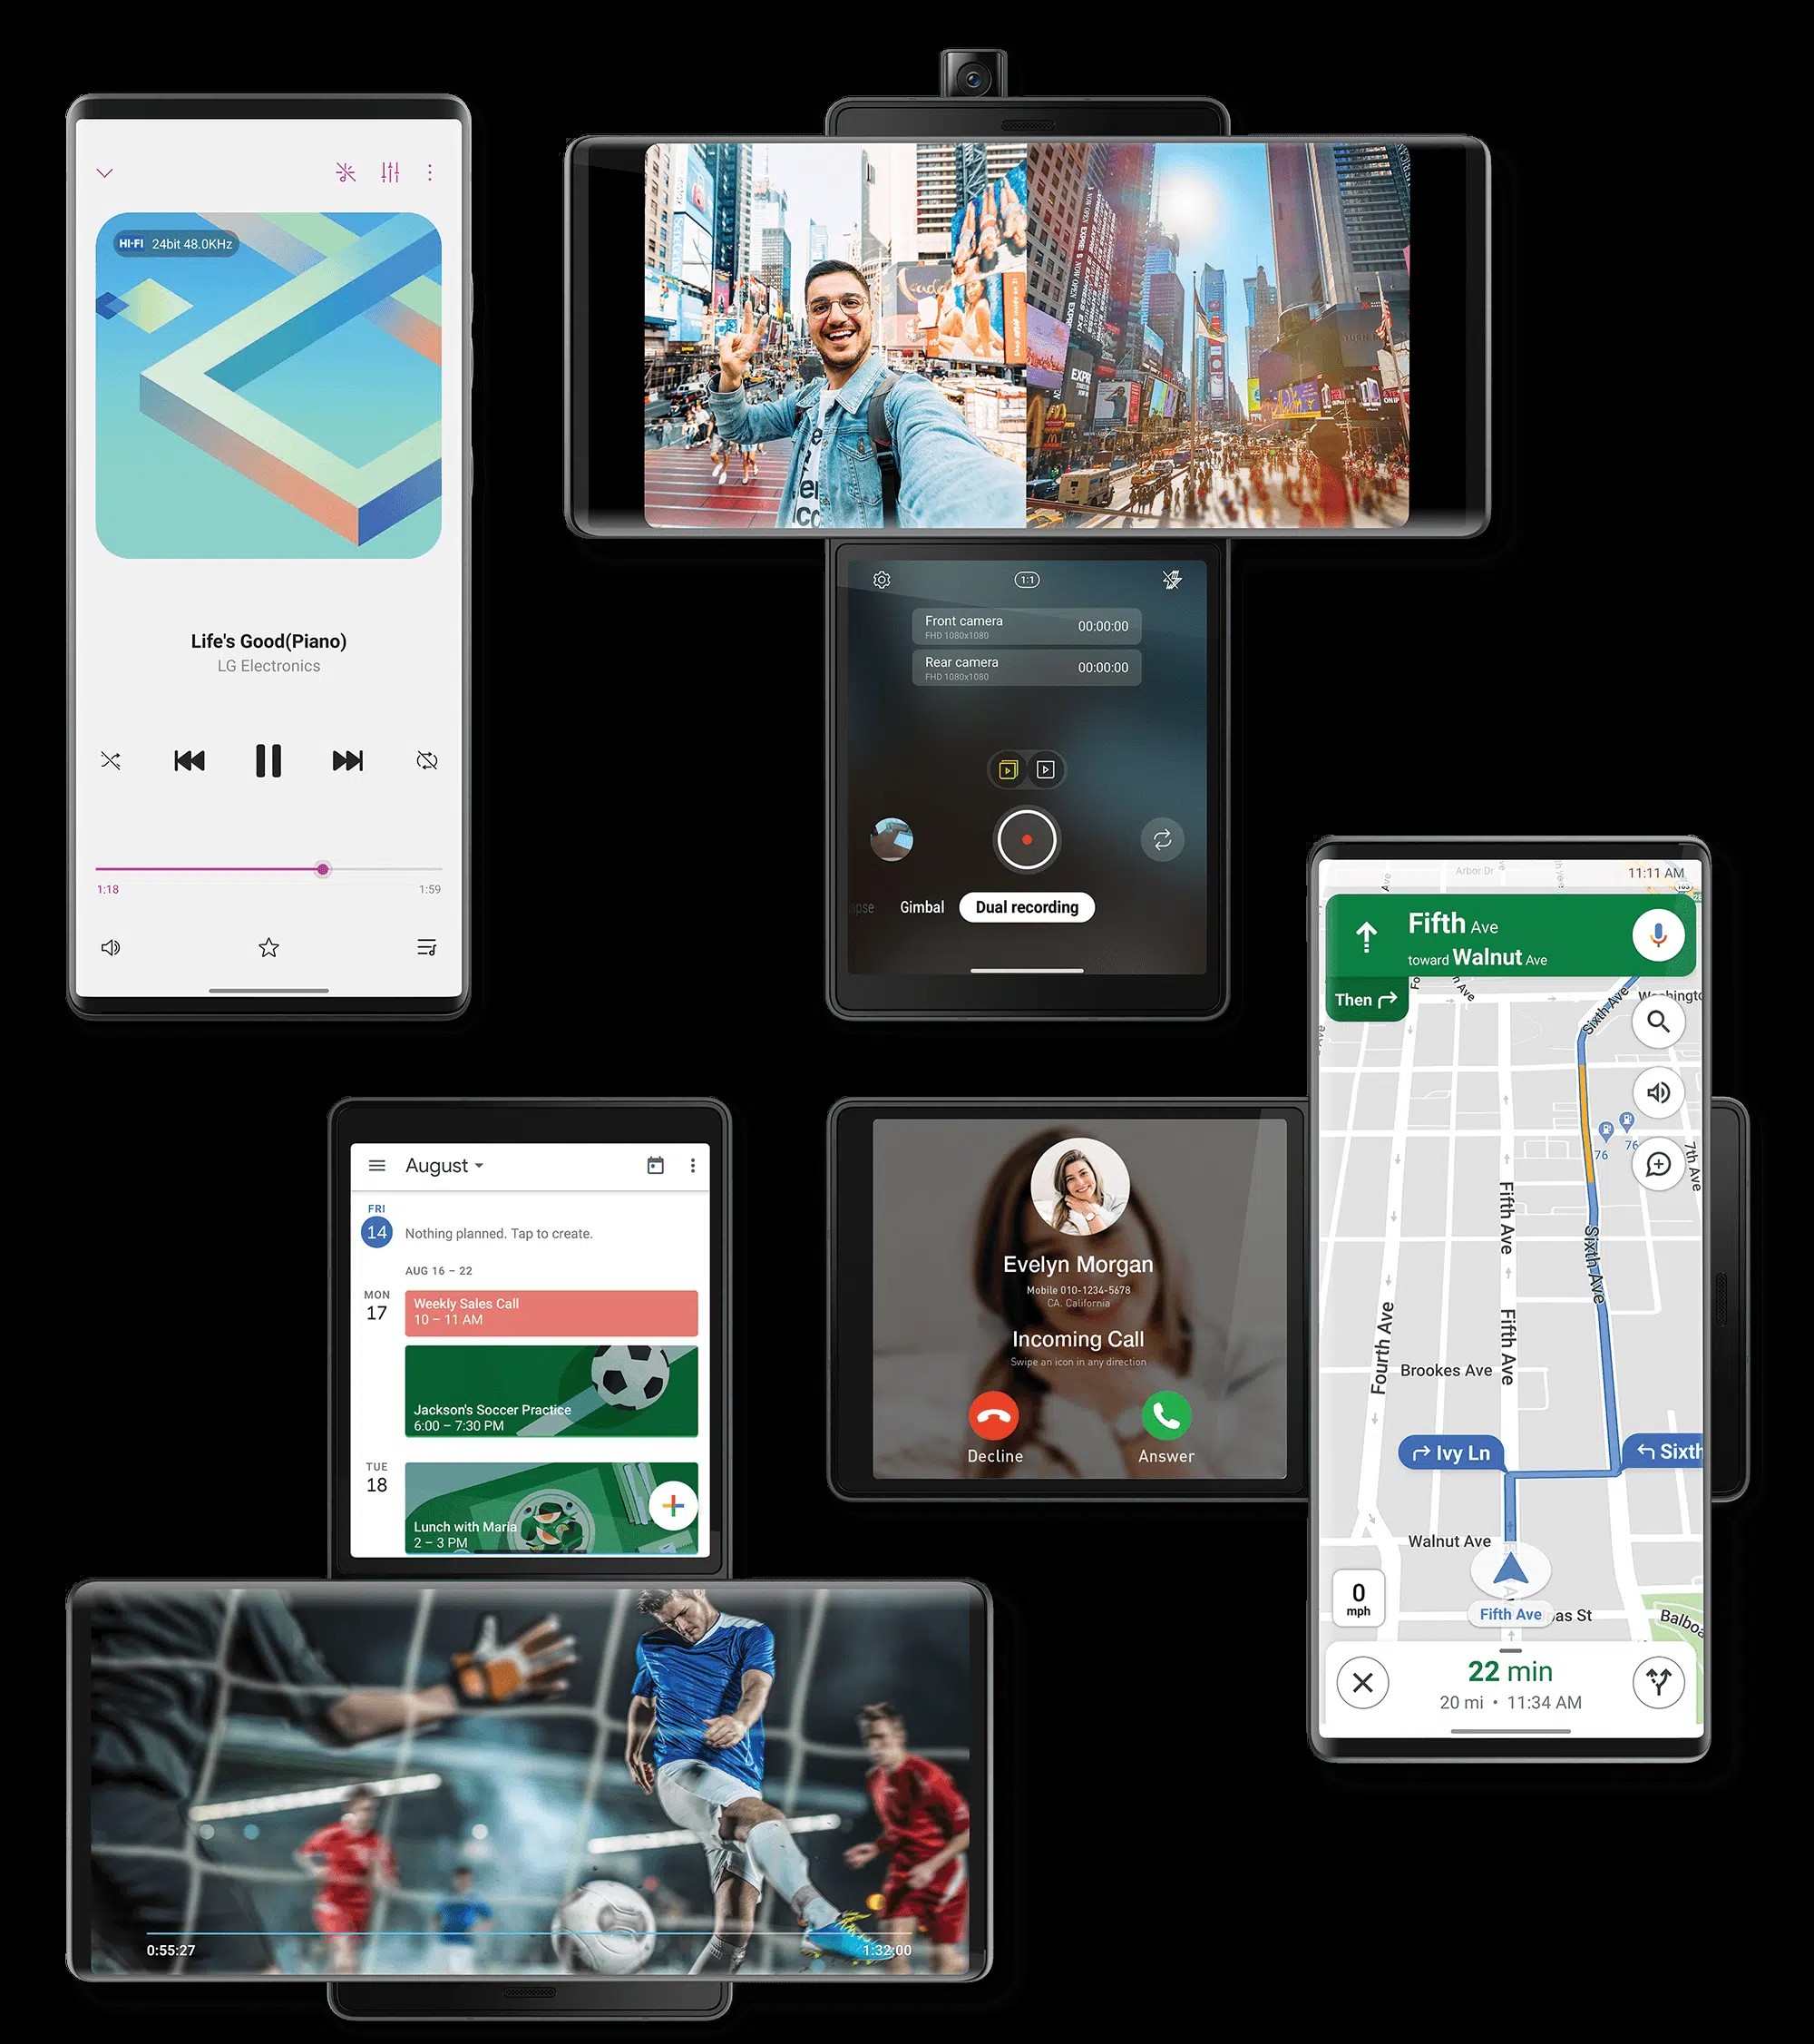 HI-FI 24bit 48.0KHz
Life's Good(Piano)
LG Electronics
1:18
1:59
EXPR
1:1
Front camera
FHD 1080x1080
00:00:00
Rear camera
FHD 1080x1080
00:00:00
apse
Gimbal
Dual recording
August
FRI
14
Nothing planned. Tap to create.
AUG 16 – 22
MON
17
Weekly Sales Call
10 – 11 AM
Jackson's Soccer Practice
6:00 – 7:30 PM
TUE
18
Lunch with Maria
2 – 3 PM
0:55:27
1:32:00
Evelyn Morgan
Mobile 010-1234-5678
CA. California
Incoming Call
Swipe an icon in any direction
Decline
Answer
Arbor Dr
Ave
11:11 AM
Fifth Ave
toward Walnut Ave
Then
Sixth Ave
76
76
7th Ave
Fifth Ave
Sixth Ave
Fourth Ave
Fifth Ave
Brookes Ave
Ivy Ln
Sixth
Walnut Ave
0
mph
Fifth Ave
as St
Balboa
22 min
20 mi • 11:34 AM